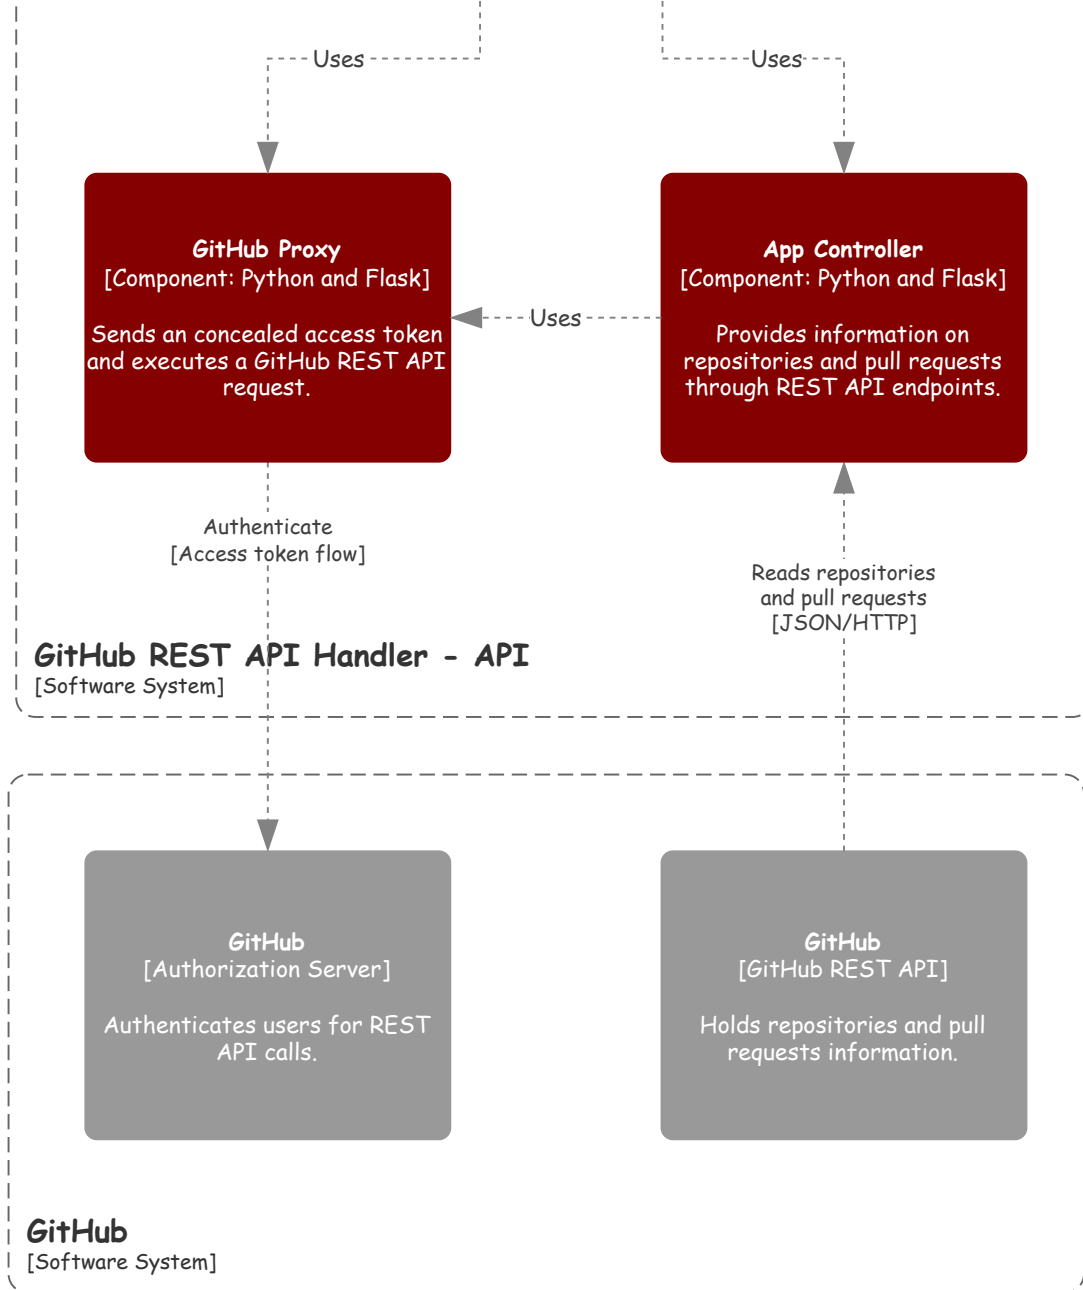 Uses
Uses
GitHub Proxy
[Component: Python and Flask]
Sends an concealed access token
and executes a GitHub REST API
request.
Uses
App Controller
[Component: Python and Flask]
Provides information on
repositories and pull requests
through REST API endpoints.
Authenticate
[Access token flow]
Reads repositories
and pull requests
[JSON/HTTP]
GitHub REST API Handler - API
[Software System]
GitHub
[Authorization Server]
Authenticates users for REST
API calls.
GitHub
[GitHub REST API]
Holds repositories and pull
requests information.
GitHub
[Software System]